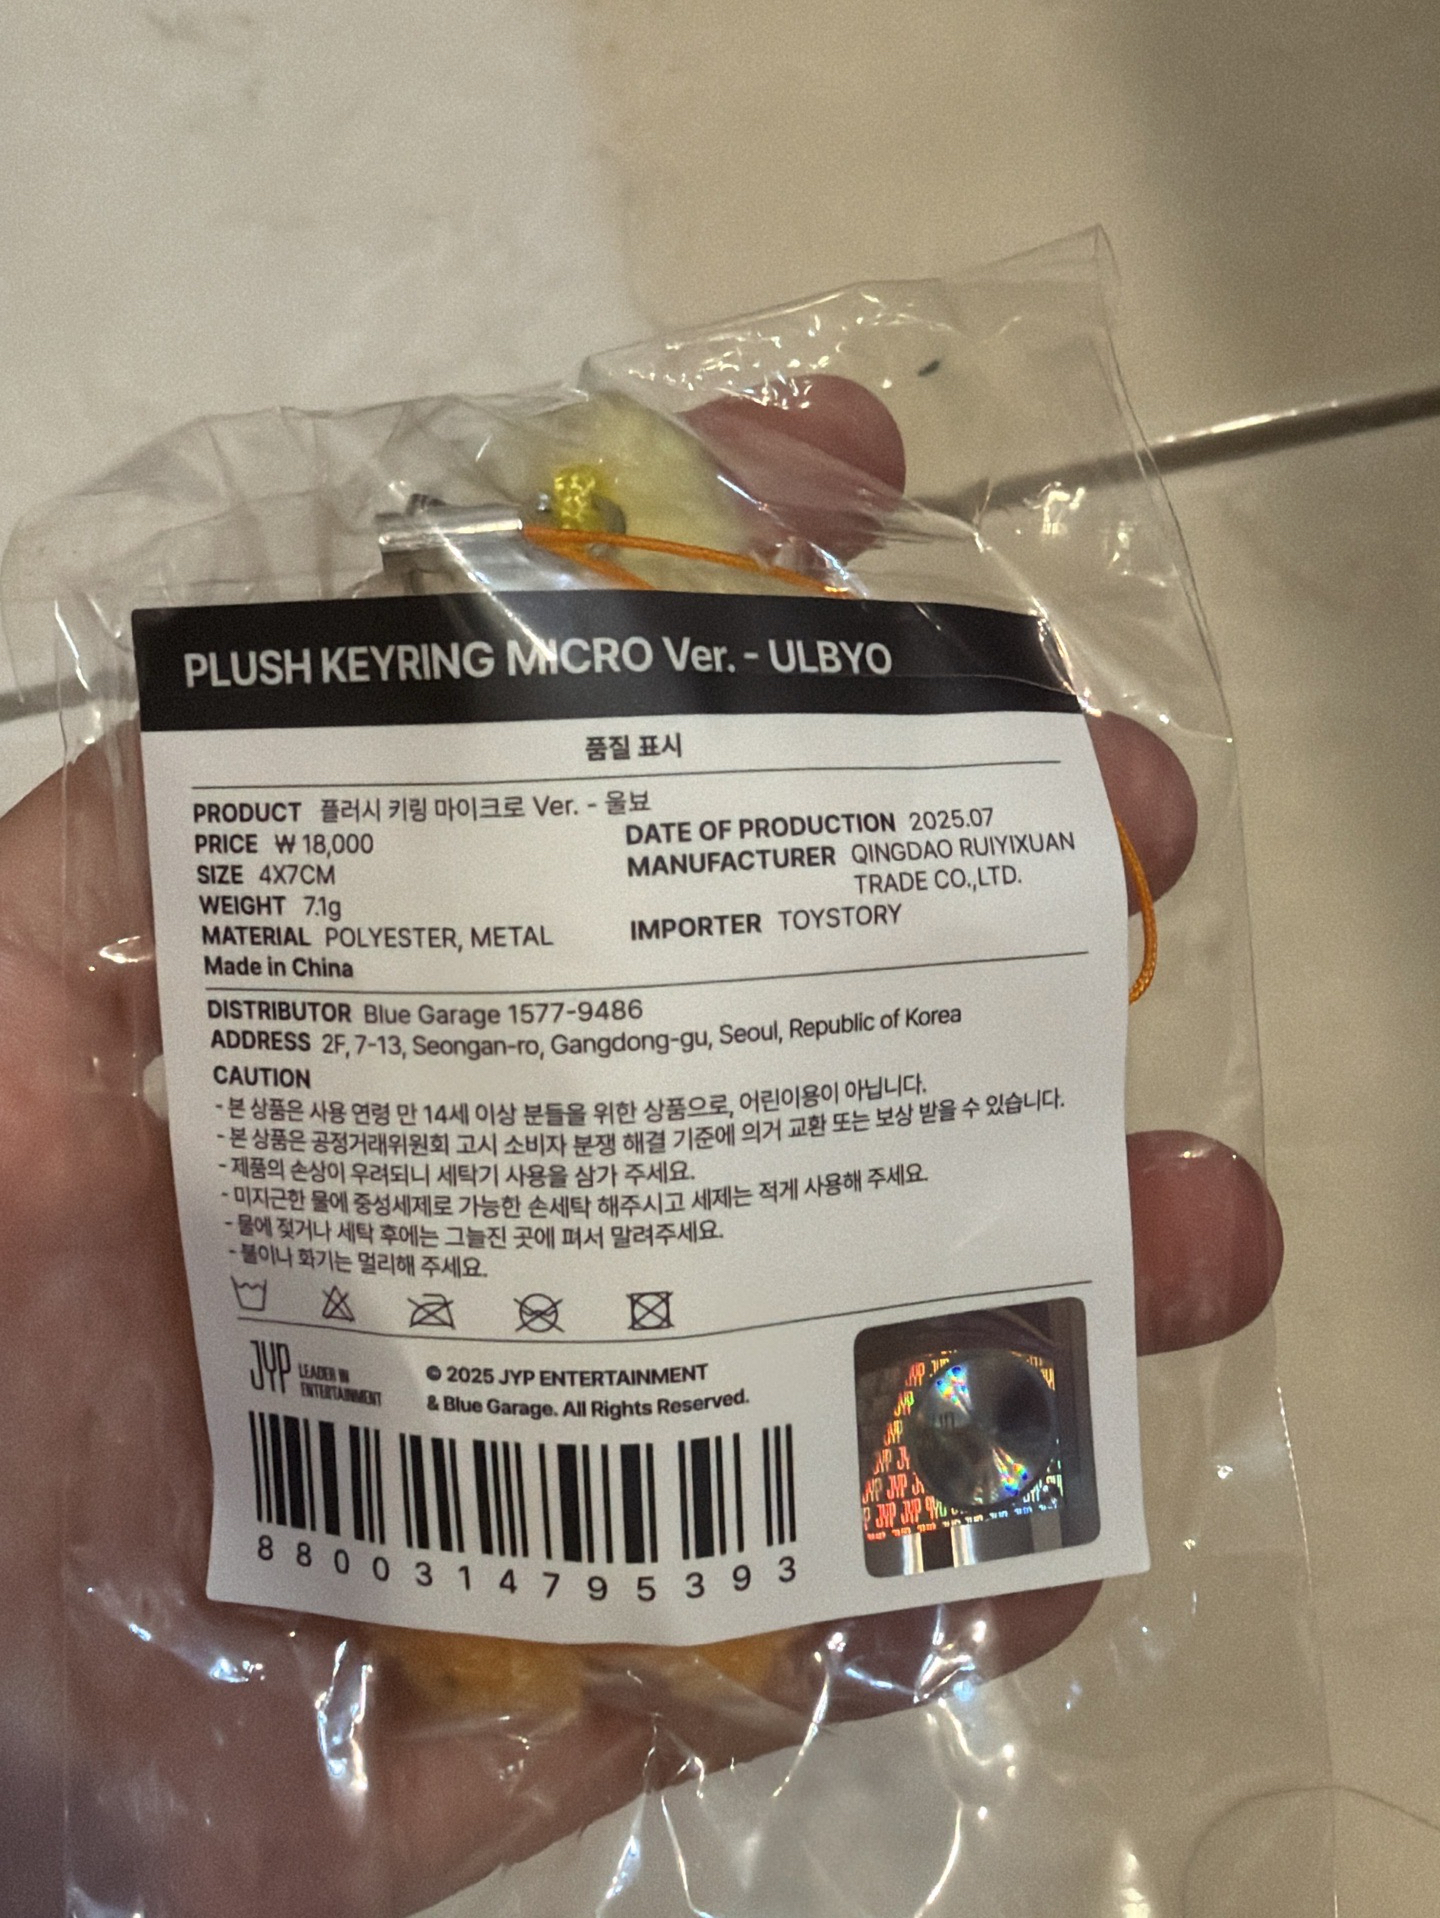 PLUSH KEYRING MICRO Ver. - ULBYO
품질 표시
PRODUCT 플러시 키링 마이크로 Ver. - 울뵤
PRICE ₩ 18,000
SIZE 4X7CM
WEIGHT 7.1g
MATERIAL POLYESTER, METAL
Made in China
DATE OF PRODUCTION 2025.07
MANUFACTURER QINGDAO RUIYIXUAN
TRADE CO.,LTD.
IMPORTER TOYSTORY
DISTRIBUTOR Blue Garage 1577-9486
ADDRESS 2F, 7-13, Seongan-ro, Gangdong-gu, Seoul, Republic of Korea
CAUTION
- 본 상품은 사용 연령 만 14세 이상 분들을 위한 상품으로, 어린이용이 아닙니다.
- 본 상품은 공정거래위원회 고시 소비자 분쟁 해결 기준에 의거 교환 또는 보상 받을 수 있습니다.
- 제품의 손상이 우려되니 세탁기 사용을 삼가 주세요.
- 미지근한 물에 중성세제로 가능한 손세탁 해주시고 세제는 적게 사용해 주세요.
- 물에 젖거나 세탁 후에는 그늘진 곳에 펴서 말려주세요.
- 불이나 화기는 멀리해 주세요.
JYP LEADER IN
ENTERTAINMENT
© 2025 JYP ENTERTAINMENT
& Blue Garage. All Rights Reserved.
8800314795393
JYP JYP JYP